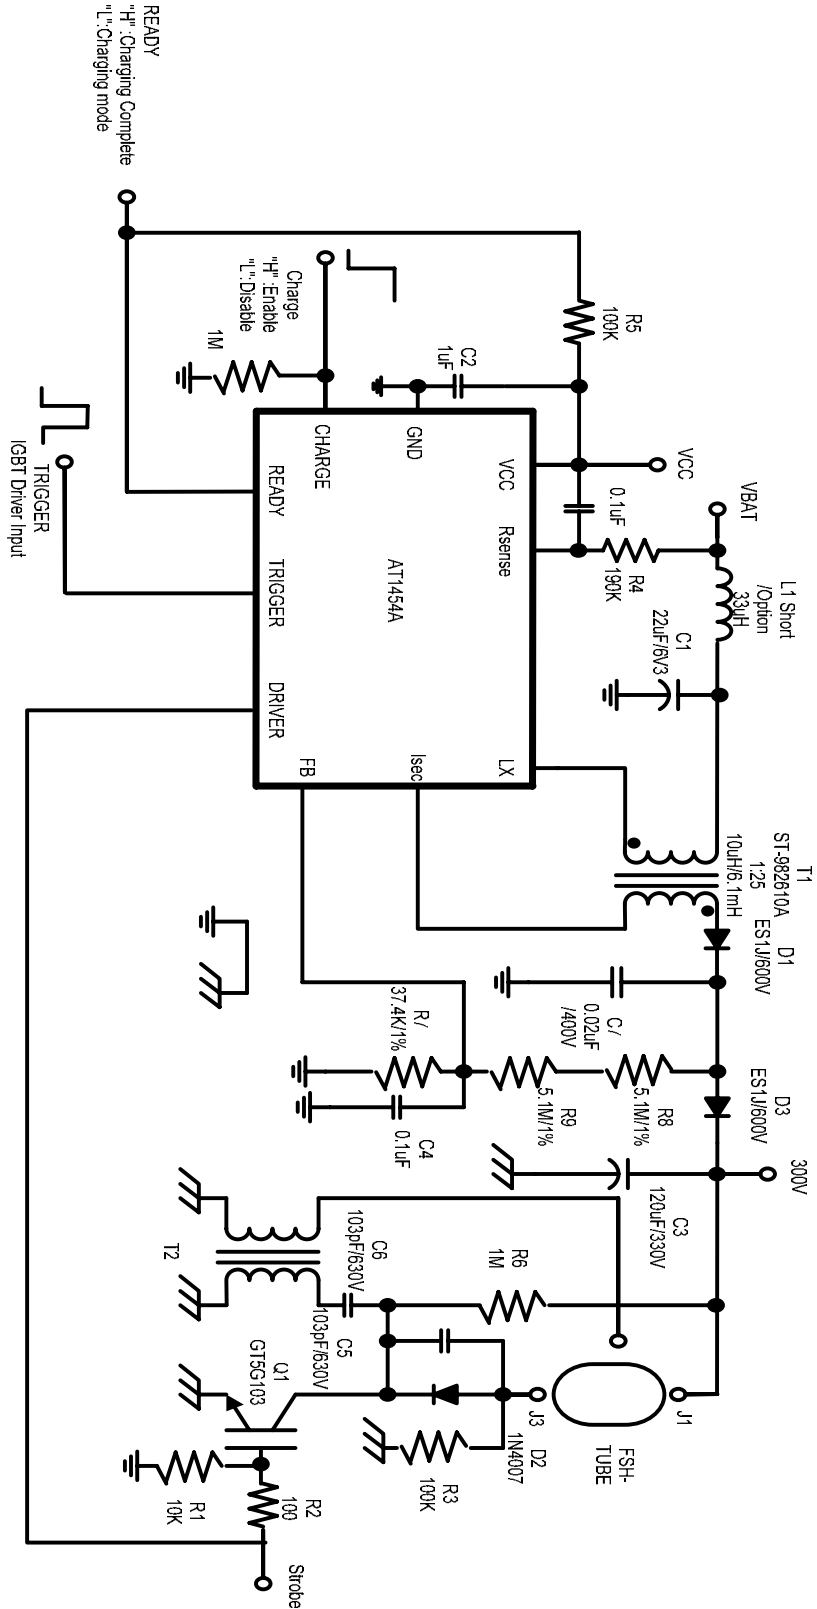 READY
"H" :Charging Complete
"L":Charging mode
Charge
"H" :Enable
"L":Disable
1M
TRIGGER
IGBT Driver Input
R5
100K
C2
1uF
VCC
0.1uF
VBAT
R4
190K
L1 Short
/Option
33uH
C1
22uF/6V3
AT1454A
CHARGE
GND
VCC
Rsense
READY
TRIGGER
DRIVER
FB
Isec
LX
T1
ST-982610A
1:25
10uH/6.1mH
D1
ES1J/600V
C/
0.02uF
/400V
R/
37.4K/1%
R9
5.1M/1%
R8
5.1M/1%
C4
0.1uF
D3
ES1J/600V
300V
C3
120uF/330V
T2
C6
103pF/630V
R6
1M
C5
103pF/630V
Q1
GT5G103
J1
J3
FSH-
TUBE
D2
1N4007
R3
100K
R1
10K
R2
100
Strobe